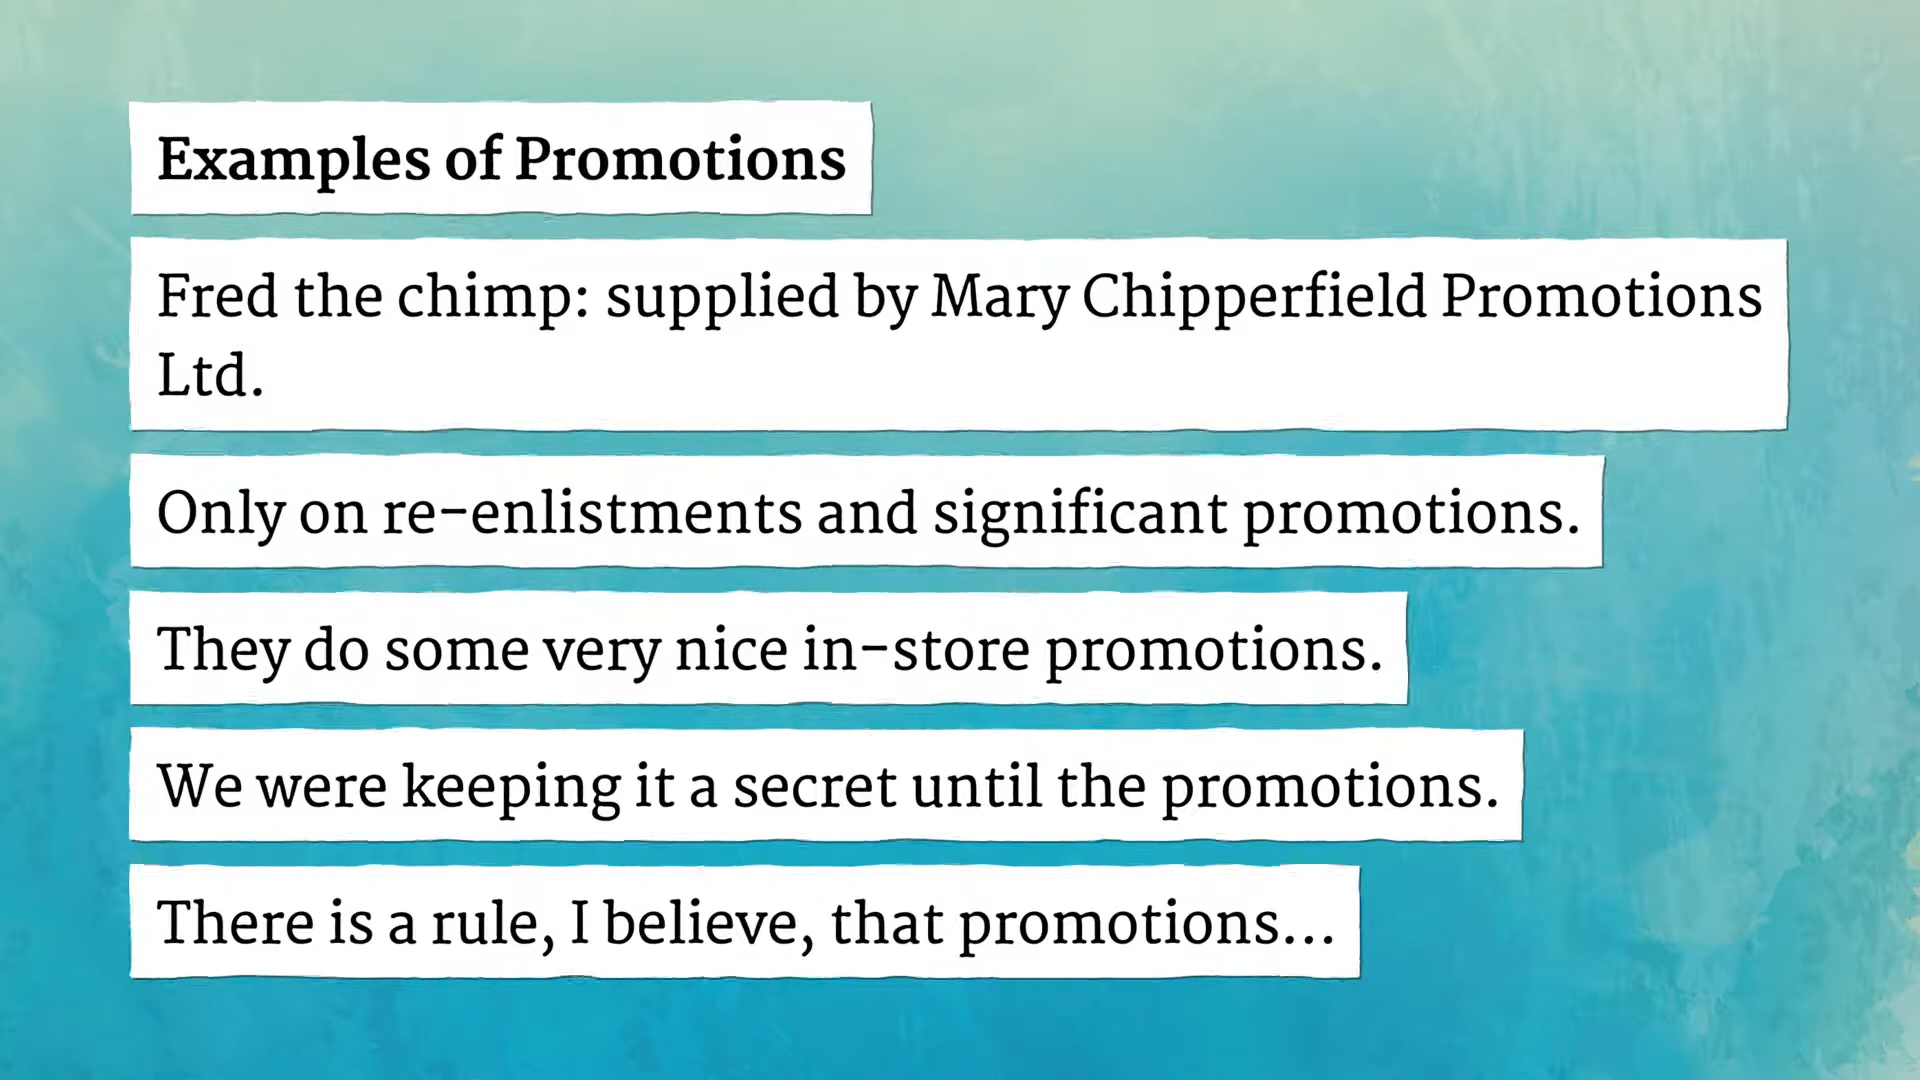 Examples of Promotions
Fred the chimp: supplied by Mary Chipperfield Promotions
Ltd.
Only on re-enlistments and significant promotions.
They do some very nice in-store promotions.
We were keeping it a secret until the promotions.
There is a rule, I believe, that promotions...